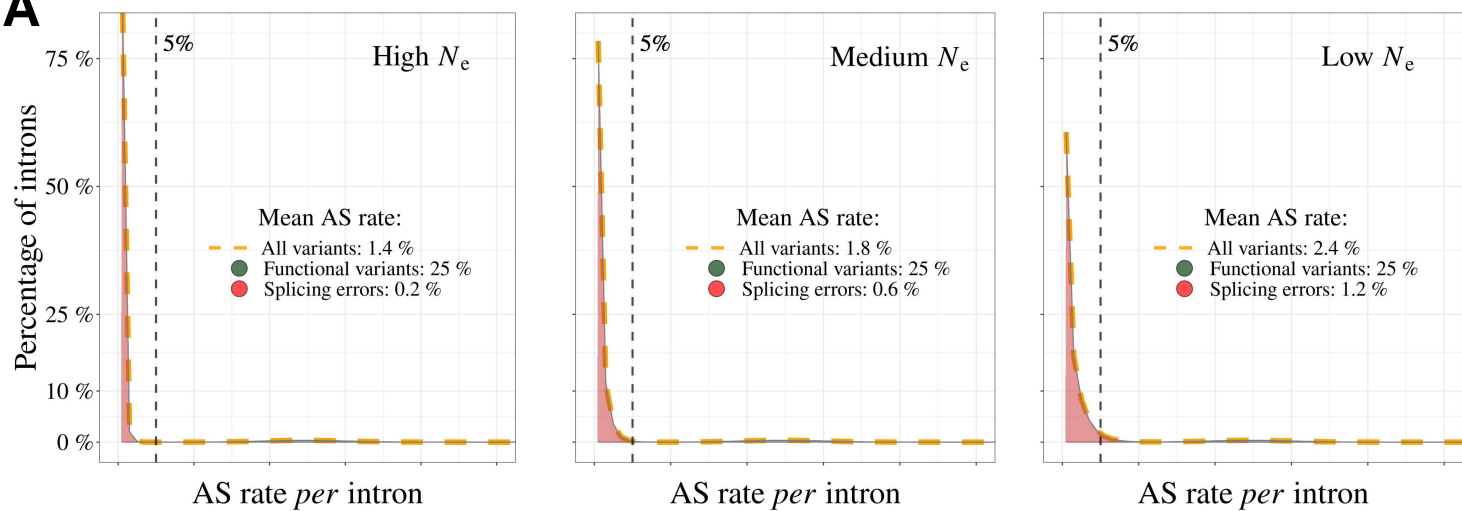 A
Percentage of introns
75 %
50 %
25 %
10 %
0 %
5%
High Ne
Mean AS rate:
All variants: 1.4 %
Functional variants: 25 %
Splicing errors: 0.2 %
AS rate per intron
5%
Medium Ne
Mean AS rate:
All variants: 1.8 %
Functional variants: 25 %
Splicing errors: 0.6 %
AS rate per intron
5%
Low Ne
Mean AS rate:
All variants: 2.4 %
Functional variants: 25 %
Splicing errors: 1.2 %
AS rate per intron